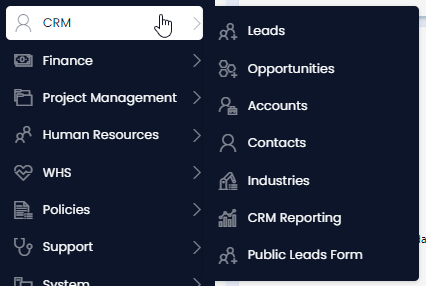 CRM
Finance
Project Management
Human Resources
WHS
Policies
Support
System
Leads
Opportunities
Accounts
Contacts
Industries
CRM Reporting
Public Leads Form